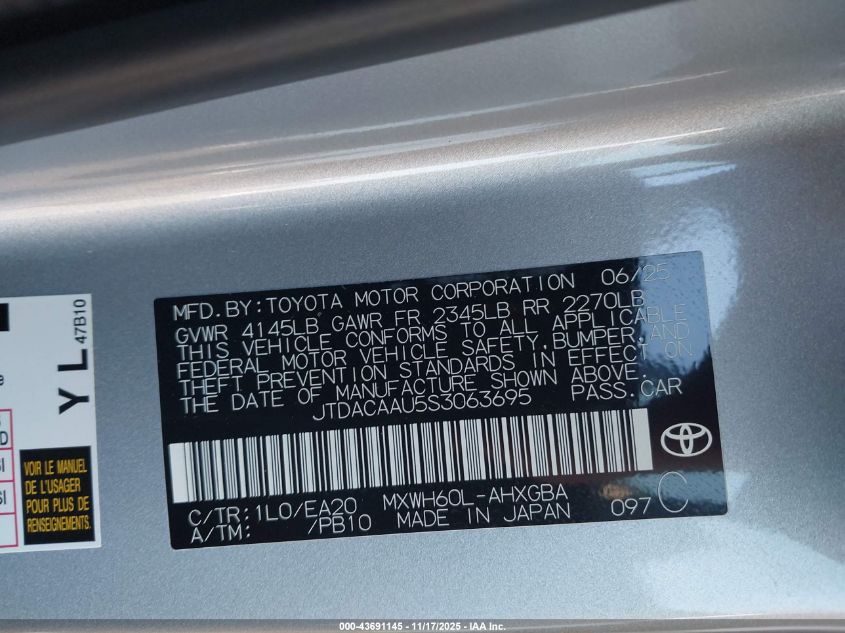 MFD.BY:TOYOTA MOTOR CORPORATION 06/25
GVWR 4145LB GAWR FR 2345LB RR 2270LB
THIS VEHICLE CONFORMS TO ALL APPLICABLE
FEDERAL MOTOR VEHICLE SAFETY,BUMPER,AND
THEFT PREVENTION STANDARDS IN EFFECT ON
THE DATE OF MANUFACTURE SHOWN ABOVE.
JTDACAAU5S3063695 PASS.CAR
C/TR:1L0/EA20 MXWH60L-AHXGBA
A/TM: /PB10 MADE IN JAPAN 097 C
YL 47B10
VOIR LE MANUEL
DE L'USAGER
POUR PLUS DE
RENSEIGNEMENTS.
000-43691145 - 11/17/2025 - IAA Inc.